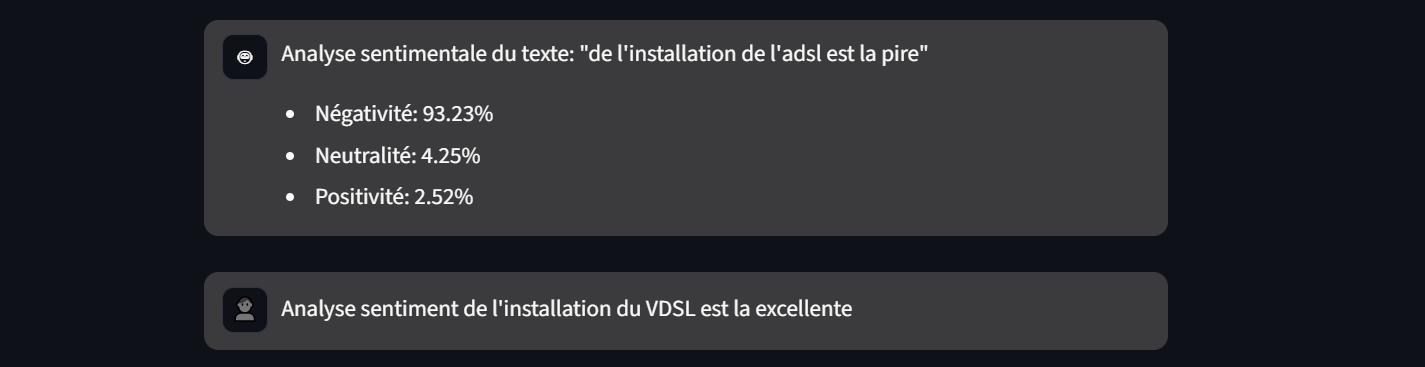 Analyse sentimentale du texte: "de l'installation de l'adsl est la pire"
• Négativité: 93.23%
• Neutralité: 4.25%
• Positivité: 2.52%
Analyse sentiment de l'installation du VDSL est la excellente